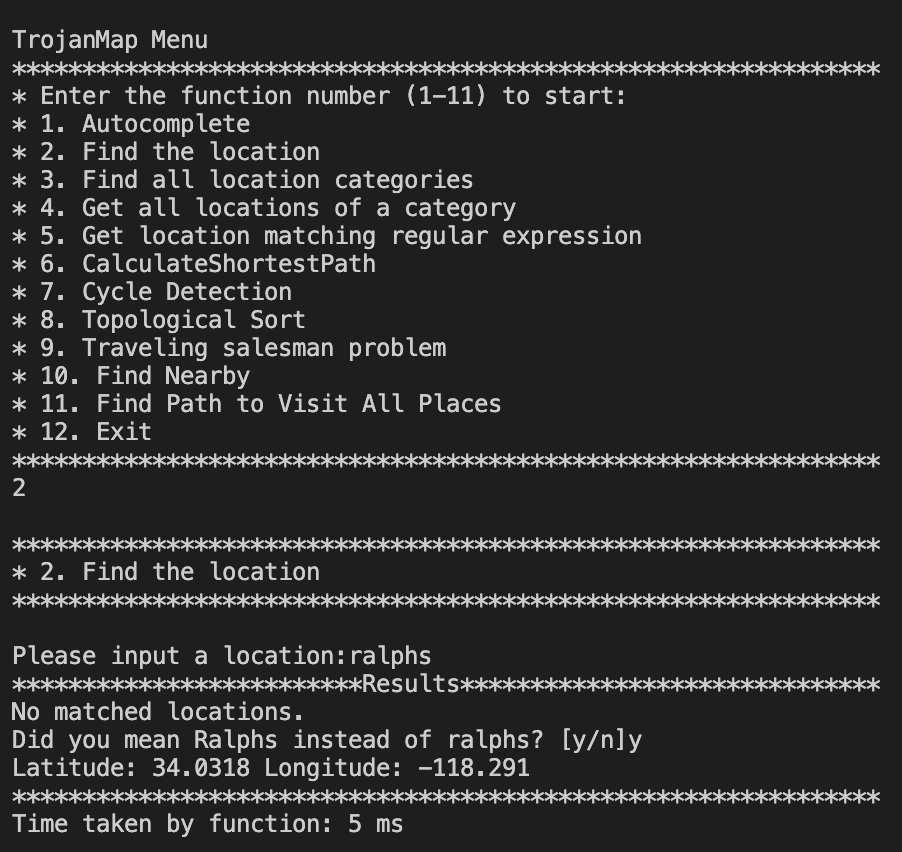 TrojanMap Menu
**************************************************************
* Enter the function number (1-11) to start:
* 1. Autocomplete
* 2. Find the location
* 3. Find all location categories
* 4. Get all locations of a category
* 5. Get location matching regular expression
* 6. CalculateShortestPath
* 7. Cycle Detection
* 8. Topological Sort
* 9. Traveling salesman problem
* 10. Find Nearby
* 11. Find Path to Visit All Places
* 12. Exit
**************************************************************
2
**************************************************************
* 2. Find the location
**************************************************************
Please input a location:ralphs
*************************Results******************************
No matched locations.
Did you mean Ralphs instead of ralphs? [y/n]y
Latitude: 34.0318 Longitude: -118.291
**************************************************************
Time taken by function: 5 ms